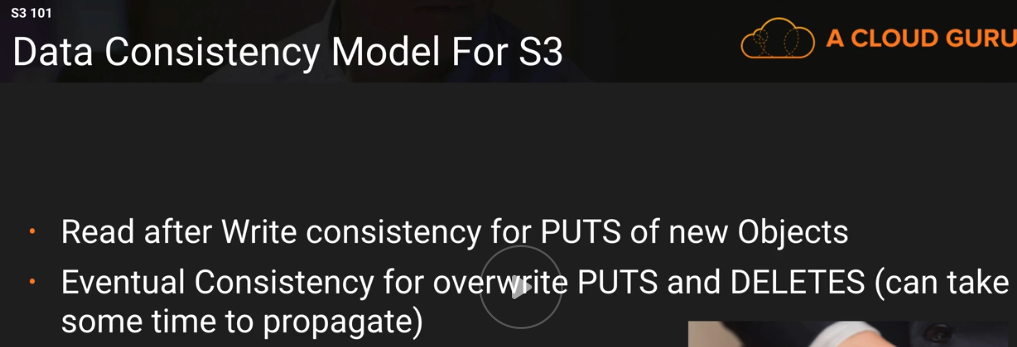 S3 101
Data Consistency Model For S3
A CLOUD GURU
• Read after Write consistency for PUTS of new Objects
• Eventual Consistency for overwrite PUTS and DELETES (can take
some time to propagate)